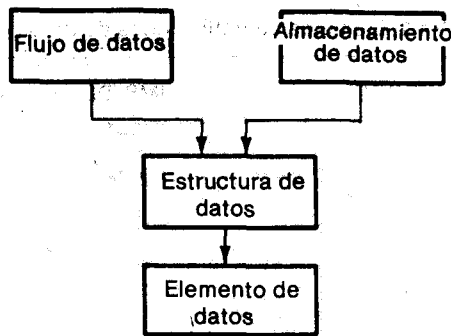 Flujo de datos
Almacenamiento
de datos
Estructura de
datos
Elemento de
datos